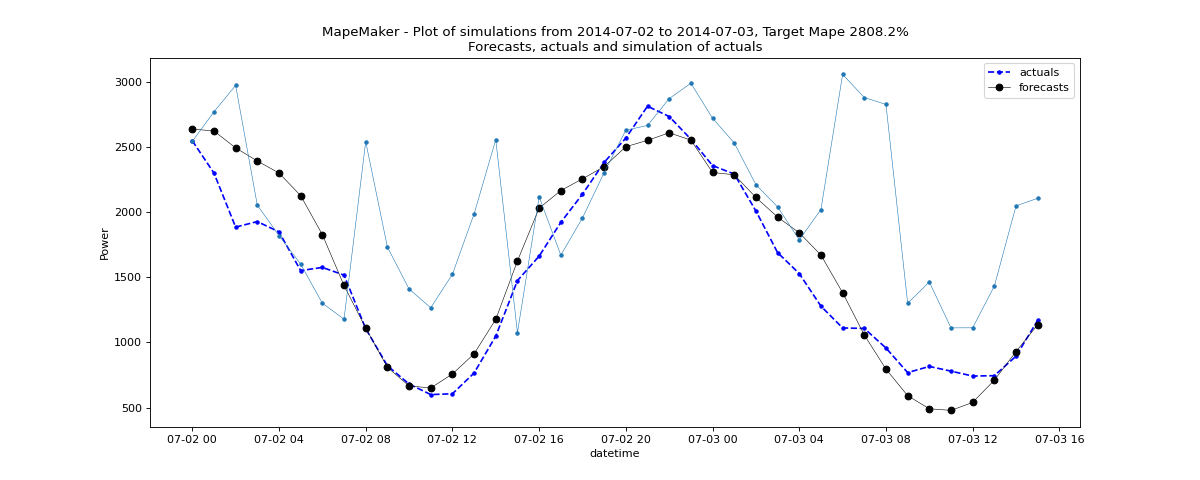 MapeMaker - Plot of simulations from 2014-07-02 to 2014-07-03, Target Mape 2808.2%
Forecasts, actuals and simulation of actuals
actuals
forecasts
3000
2500
2000
1500
1000
500
Power
07-02 00 07-02 04 07-02 08 07-02 12 07-02 16 07-02 20 07-03 00 07-03 04 07-03 08 07-03 12 07-03 16
datetime